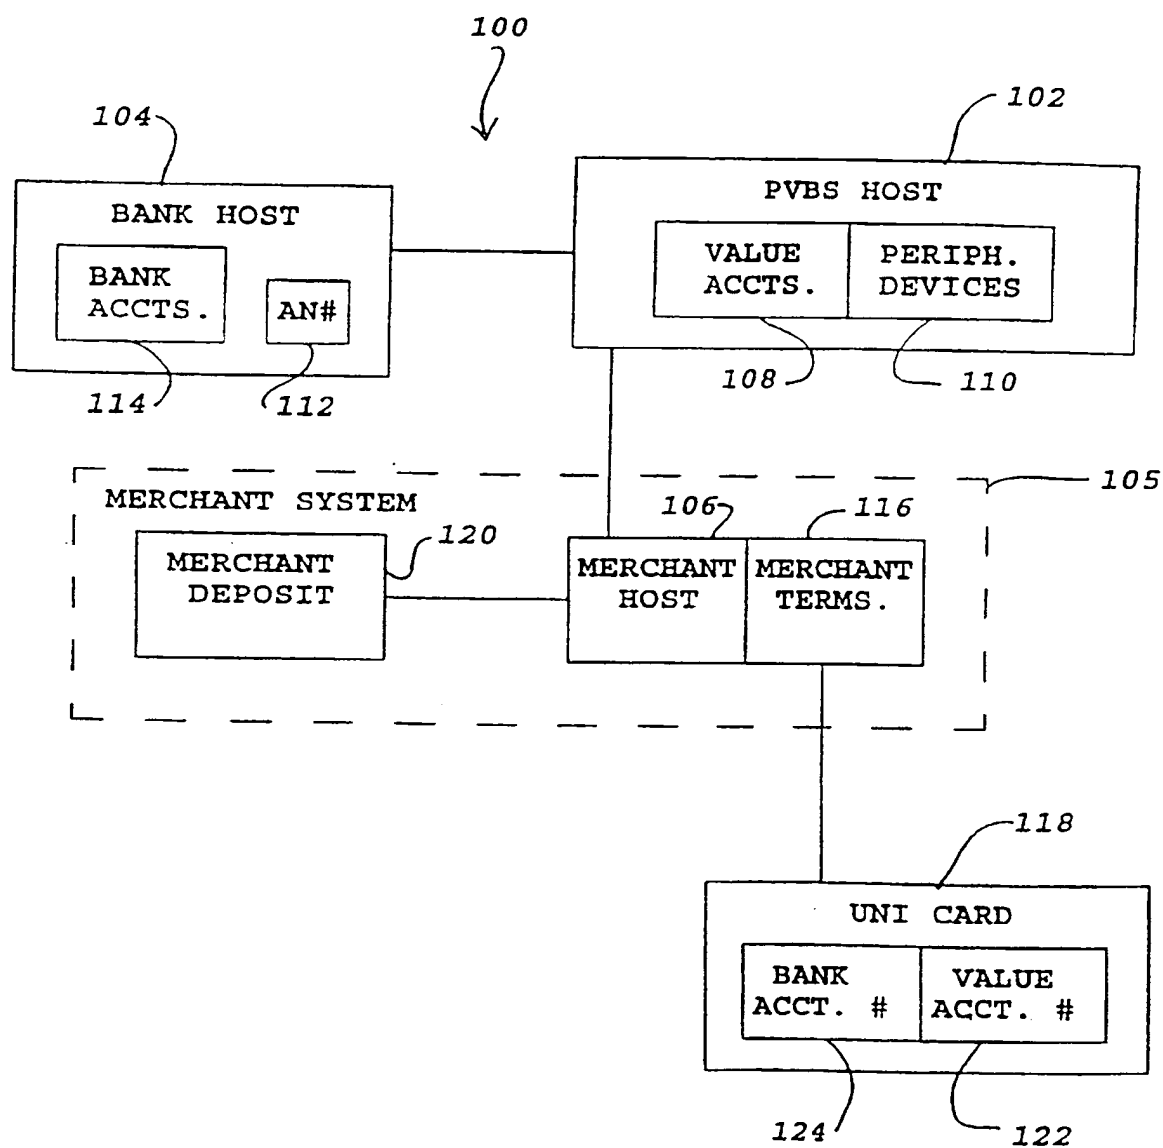 100
102
104
BANK HOST
BANK
ACCTS.
AN#
PVBS HOST
VALUE
ACCTS.
PERIPH.
DEVICES
108
110
114
112
105
MERCHANT SYSTEM
106
116
120
MERCHANT
DEPOSIT
MERCHANT
HOST
MERCHANT
TERMS.
118
UNI CARD
BANK
ACCT. #
VALUE
ACCT. #
124
122